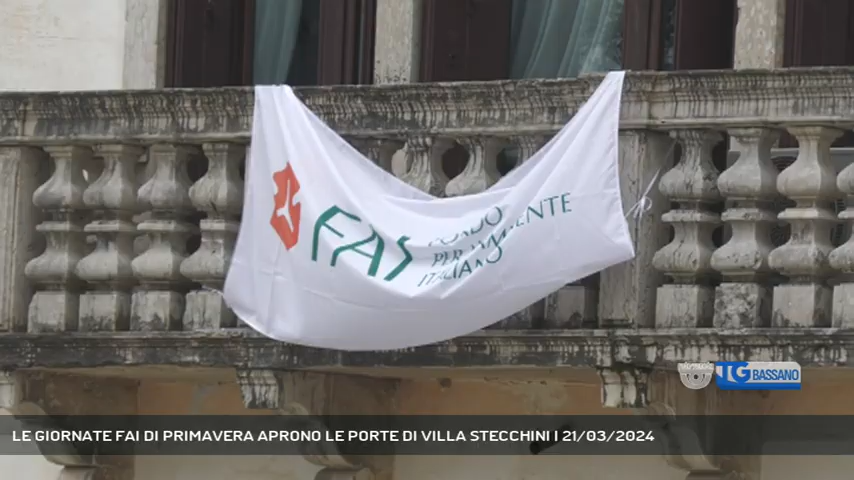 FAI
FONDO
PER L'AMBIENTE
ITALIANO
TG
BASSANO
LE GIORNATE FAI DI PRIMAVERA APRONO LE PORTE DI VILLA STECCHINI | 21/03/2024